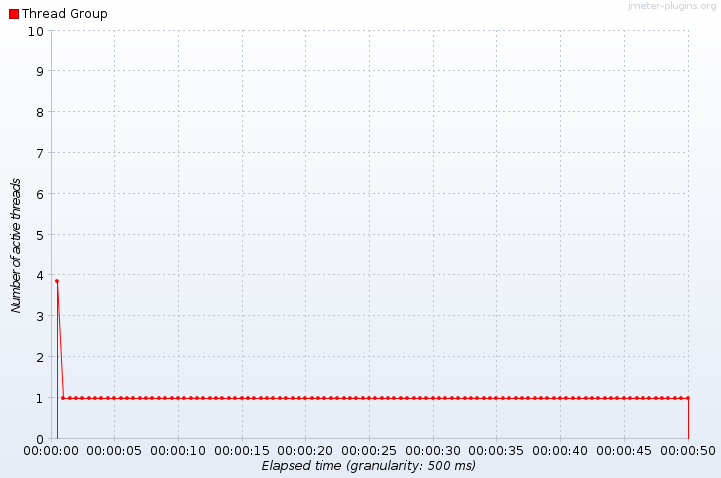 jmeter-plugins.org
Thread Group
10
9
8
7
6
5
4
3
2
1
0
Number of active threads
00:00:00 00:00:05 00:00:10 00:00:15 00:00:20 00:00:25 00:00:30 00:00:35 00:00:40 00:00:45 00:00:50
Elapsed time (granularity: 500 ms)